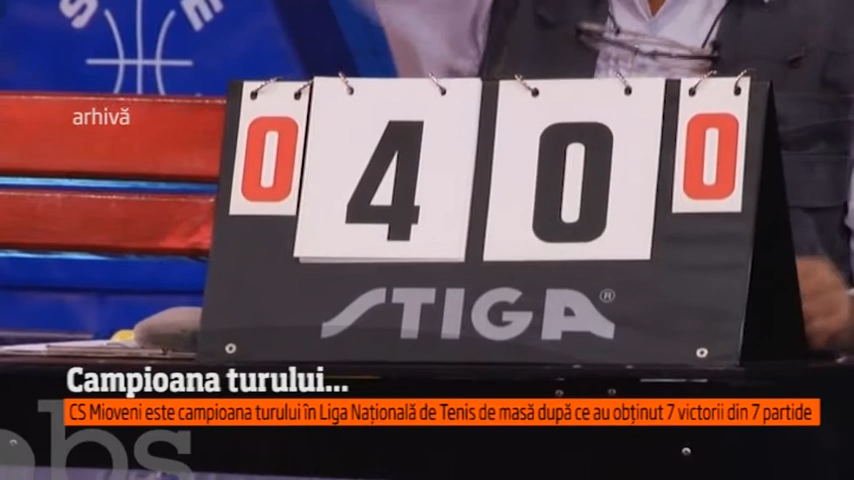 S E
arhivă
0 4 0 0
STIGA®
Campioana turului...
CS Mioveni este campioana turului în Liga Națională de Tenis de masă după ce au obținut 7 victorii din 7 partide
bs